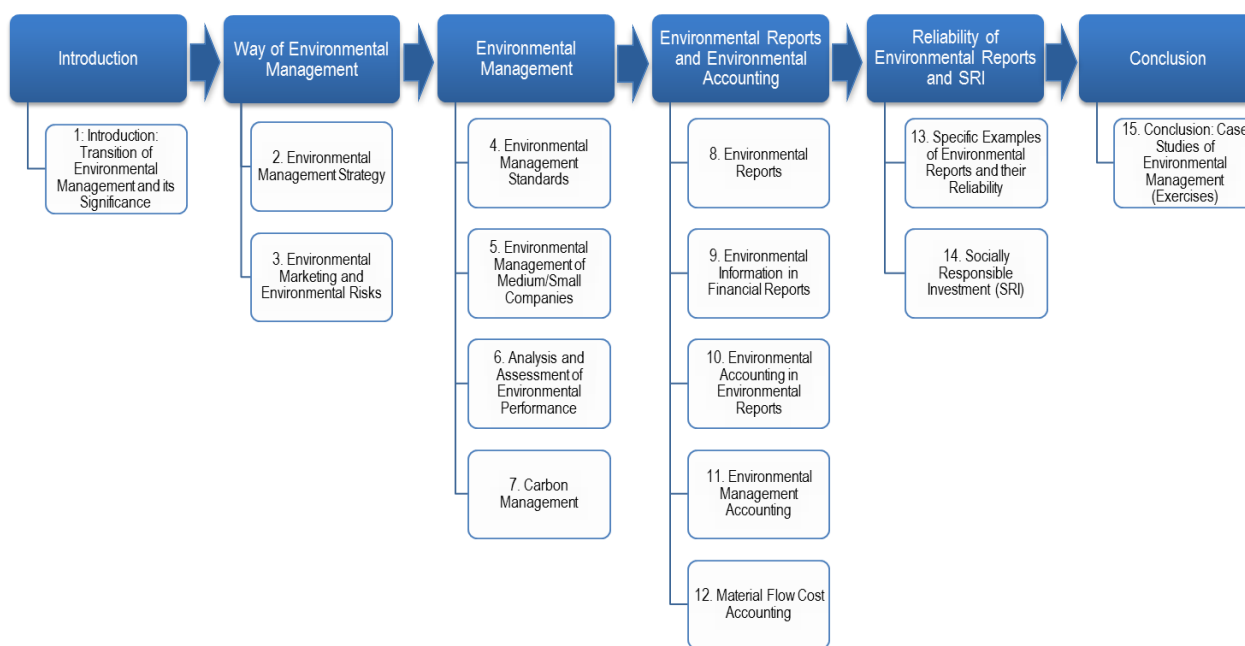 Introduction
1: Introduction:
Transition of
Environmental
Management and its
Significance
Way of Environmental
Management
2. Environmental
Management Strategy
3. Environmental
Marketing and
Environmental Risks
Environmental
Management
4. Environmental
Management
Standards
5. Environmental
Management of
Medium/Small
Companies
6. Analysis and
Assessment of
Environmental
Performance
7. Carbon
Management
Environmental Reports
and Environmental
Accounting
8. Environmental
Reports
9. Environmental
Information in
Financial Reports
10. Environmental
Accounting in
Environmental
Reports
11. Environmental
Management
Accounting
12. Material Flow Cost
Accounting
Reliability of
Environmental Reports
and SRI
13. Specific Examples
of Environmental
Reports and their
Reliability
14. Socially
Responsible
Investment (SRI)
Conclusion
15. Conclusion: Case
Studies of
Environmental
Management
(Exercises)